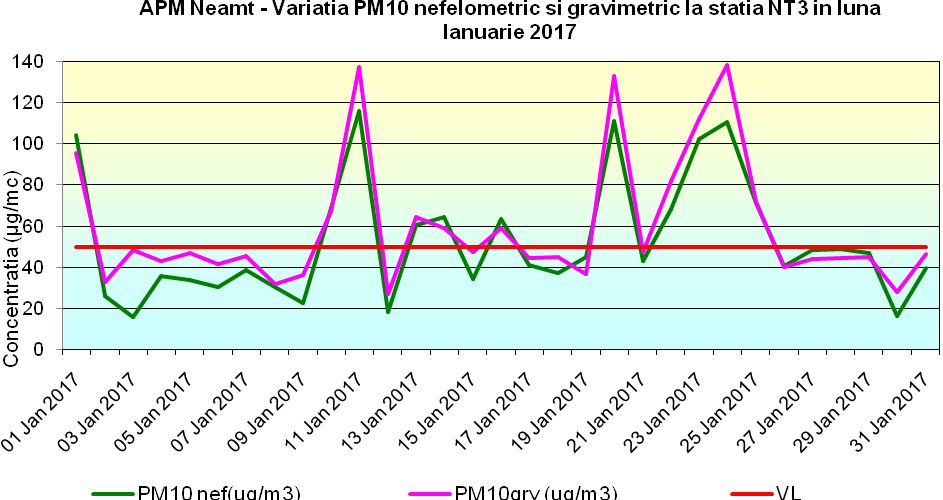 APM Neamt - Variatia PM10 nefelometric si gravimetric la statia NT3 in luna
Ianuarie 2017
Concentratia (µg/mc)
140
120
100
80
60
40
20
0
01 Jan 2017
03 Jan 2017
05 Jan 2017
07 Jan 2017
09 Jan 2017
11 Jan 2017
13 Jan 2017
15 Jan 2017
17 Jan 2017
19 Jan 2017
21 Jan 2017
23 Jan 2017
25 Jan 2017
27 Jan 2017
29 Jan 2017
31 Jan 2017
PM10 nef(ug/m3) PM10grv (ug/m3) VL